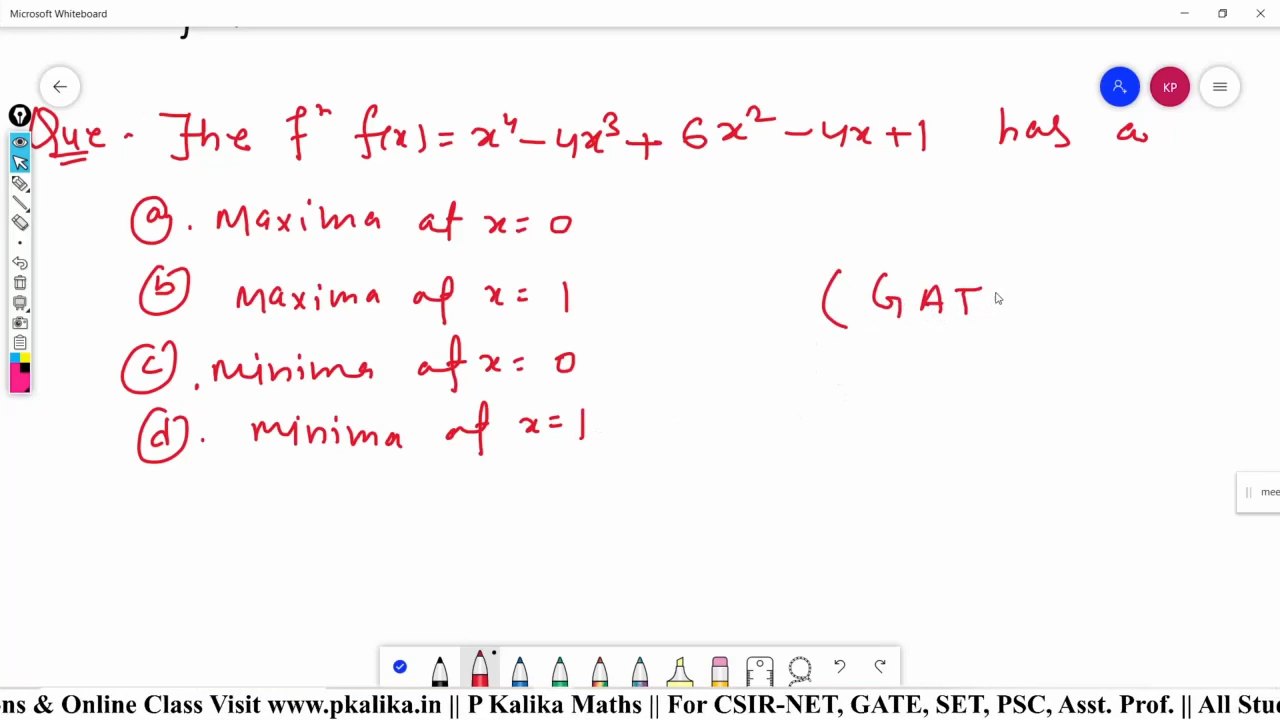 Microsoft Whiteboard
KP
Que. The fⁿ f(x) = x⁴ - 4x³ + 6x² - 4x + 1 has a
(a). Maxima at x = 0
(b) Maxima at x = 1
(GAT
(c). minima at x = 0
(d). minima at x = 1
mee
ns & Online Class Visit www.pkalika.in || P Kalika Maths || For CSIR-NET, GATE, SET, PSC, Asst. Prof. || All Stu